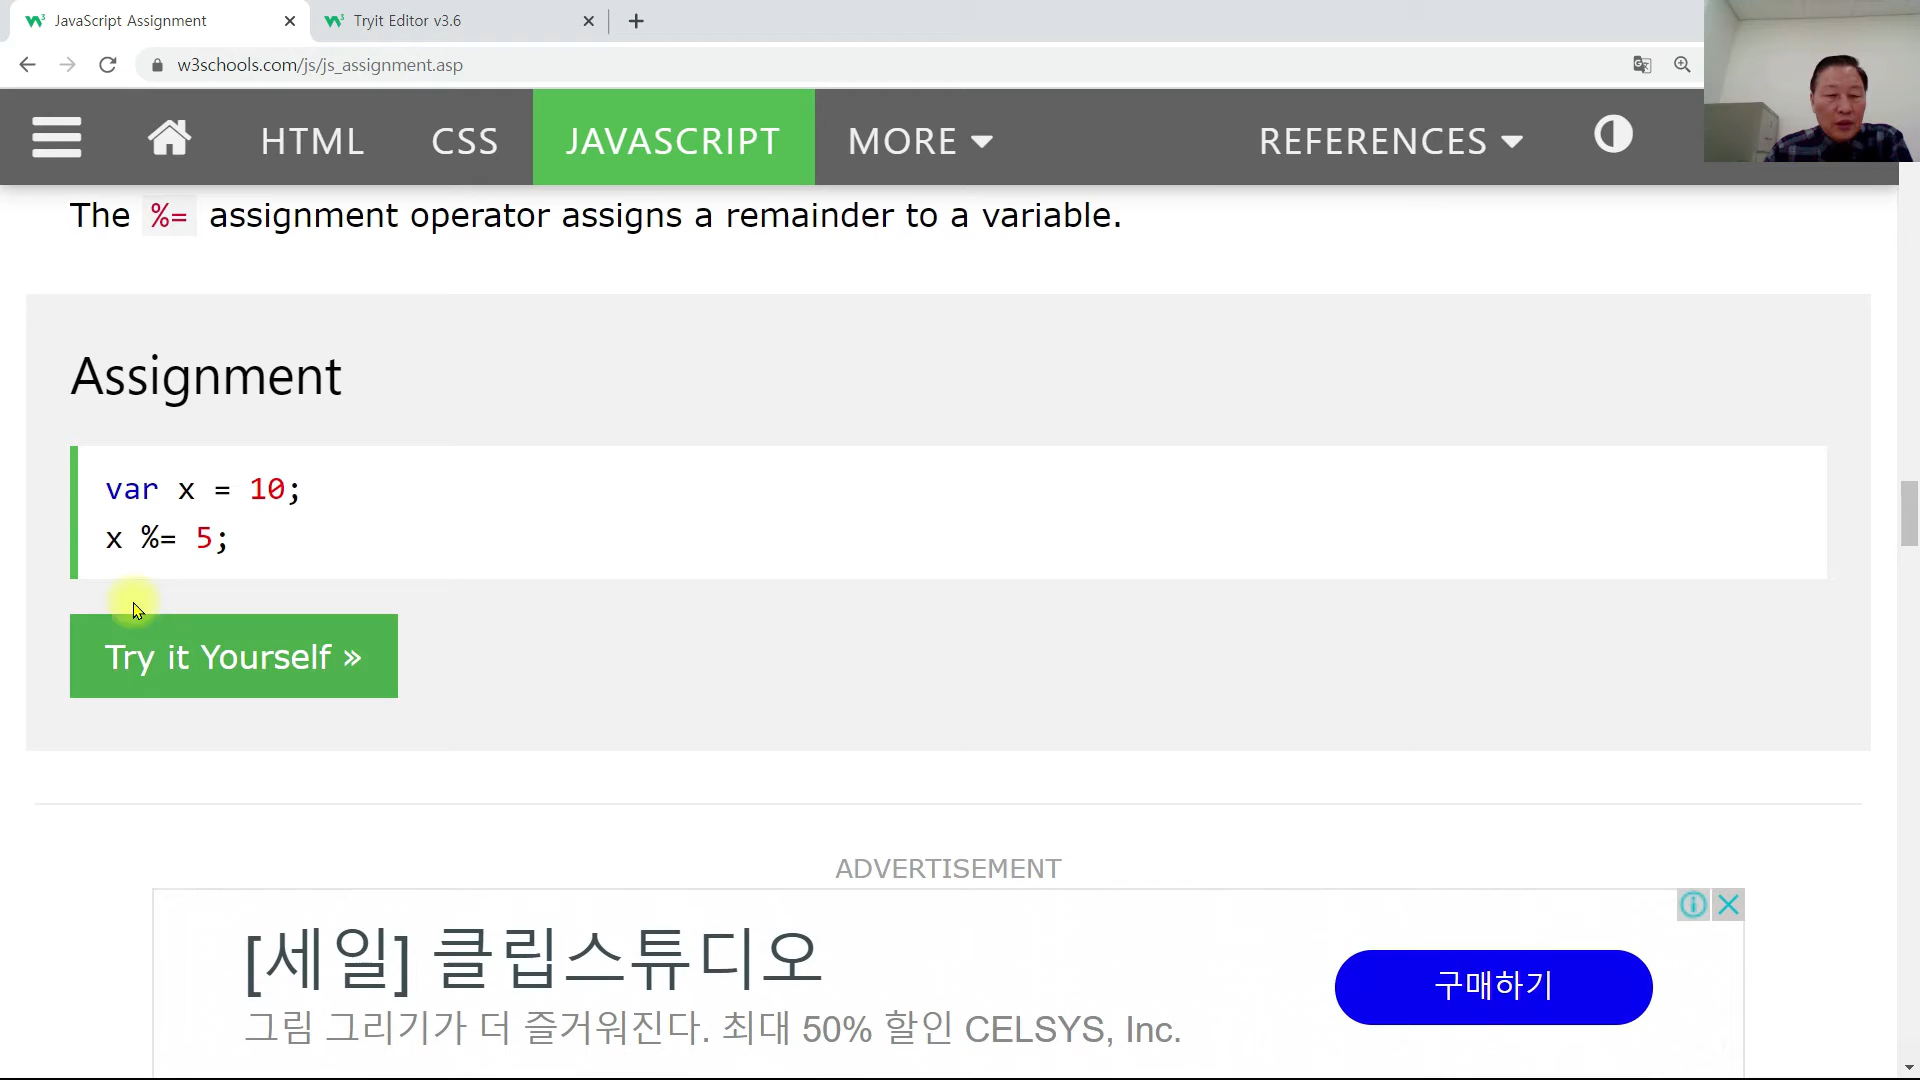 JavaScript Assignment
Tryit Editor v3.6
w3schools.com/js/js_assignment.asp
HTML CSS JAVASCRIPT MORE REFERENCES
The %= assignment operator assigns a remainder to a variable.
Assignment
var x = 10;
x %= 5;
Try it Yourself »
ADVERTISEMENT
[세일] 클립스튜디오
구매하기
그림 그리기가 더 즐거워진다. 최대 50% 할인 CELSYS, Inc.